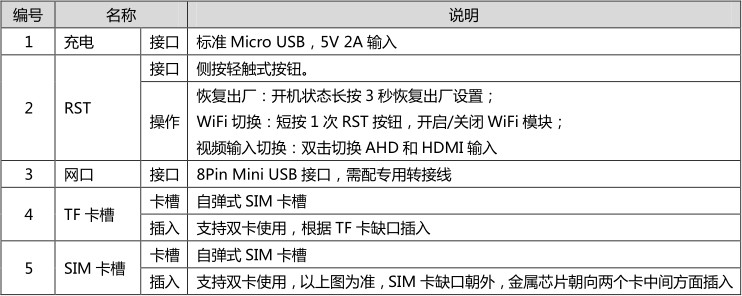 编号 名称 说明
1 充电 接口 标准 Micro USB，5V 2A 输入
2 RST 接口 侧按轻触式按钮。
操作 恢复出厂：开机状态长按 3 秒恢复出厂设置；
WiFi 切换：短按 1 次 RST 按钮，开启/关闭 WiFi 模块；
视频输入切换：双击切换 AHD 和 HDMI 输入
3 网口 接口 8Pin Mini USB 接口，需配专用转接线
4 TF 卡槽 卡槽 自弹式 SIM 卡槽
插入 支持双卡使用，根据 TF 卡缺口插入
5 SIM 卡槽 卡槽 自弹式 SIM 卡槽
插入 支持双卡使用，以上图为准，SIM 卡缺口朝外，金属芯片朝向两个卡中间方面插入